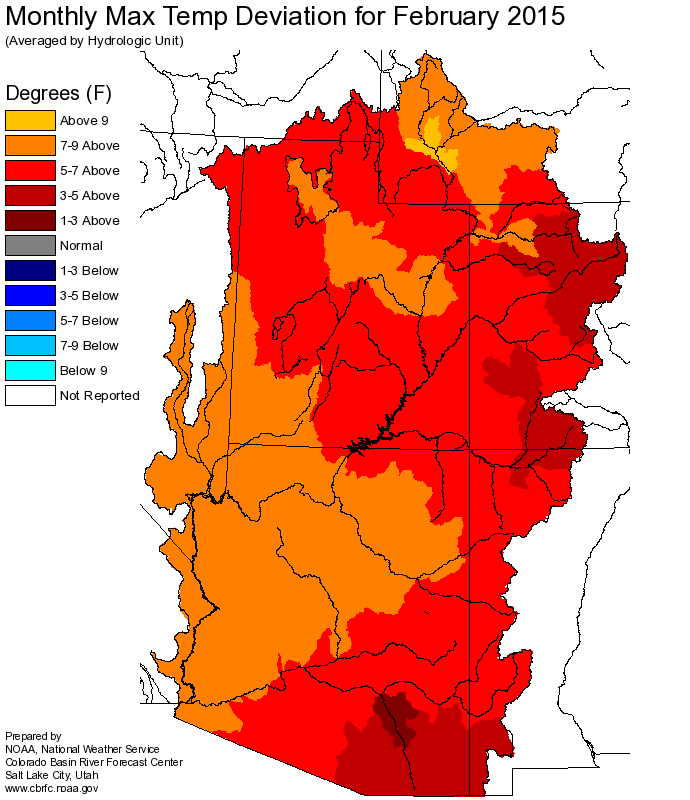 Monthly Max Temp Deviation for February 2015
(Averaged by Hydrologic Unit)
Degrees (F)
Above 9
7-9 Above
5-7 Above
3-5 Above
1-3 Above
Normal
1-3 Below
3-5 Below
5-7 Below
7-9 Below
Below 9
Not Reported
Prepared by
NOAA, National Weather Service
Colorado Basin River Forecast Center
Salt Lake City, Utah
www.cbrfc.noaa.gov